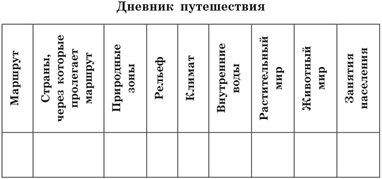 Дневник путешествия
Маршрут
Страны,
через которые
пролегает
маршрут
Природные
зоны
Рельеф
Климат
Внутренние
воды
Растительный
мир
Животный
мир
Занятия
населения